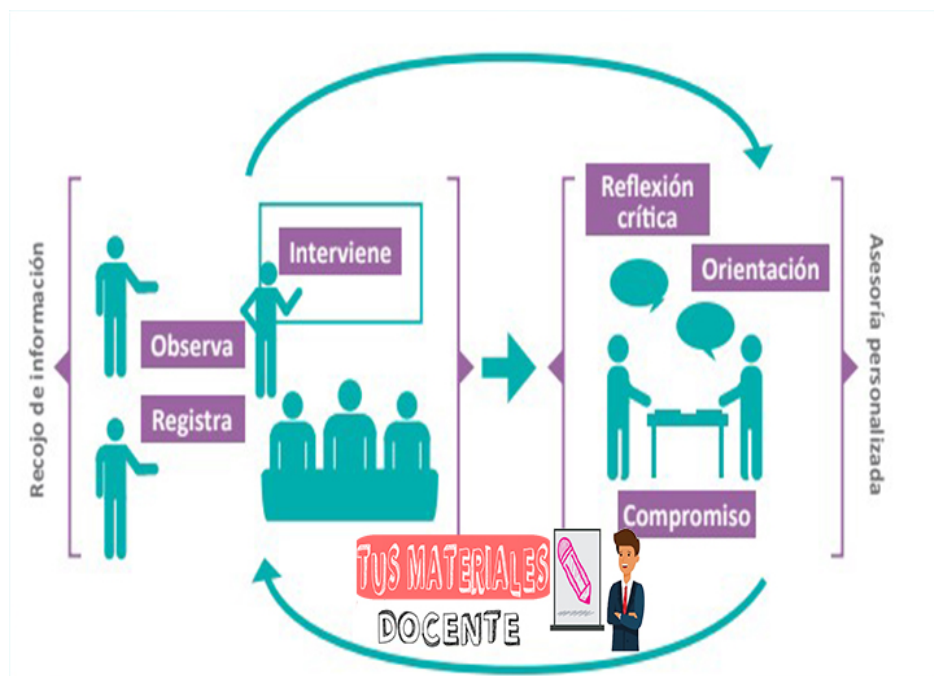 Recojo de información
Observa
Registra
Interviene
Reflexión
crítica
Orientación
Compromiso
Asesoría personalizada
TUS MATERIALES
DOCENTE